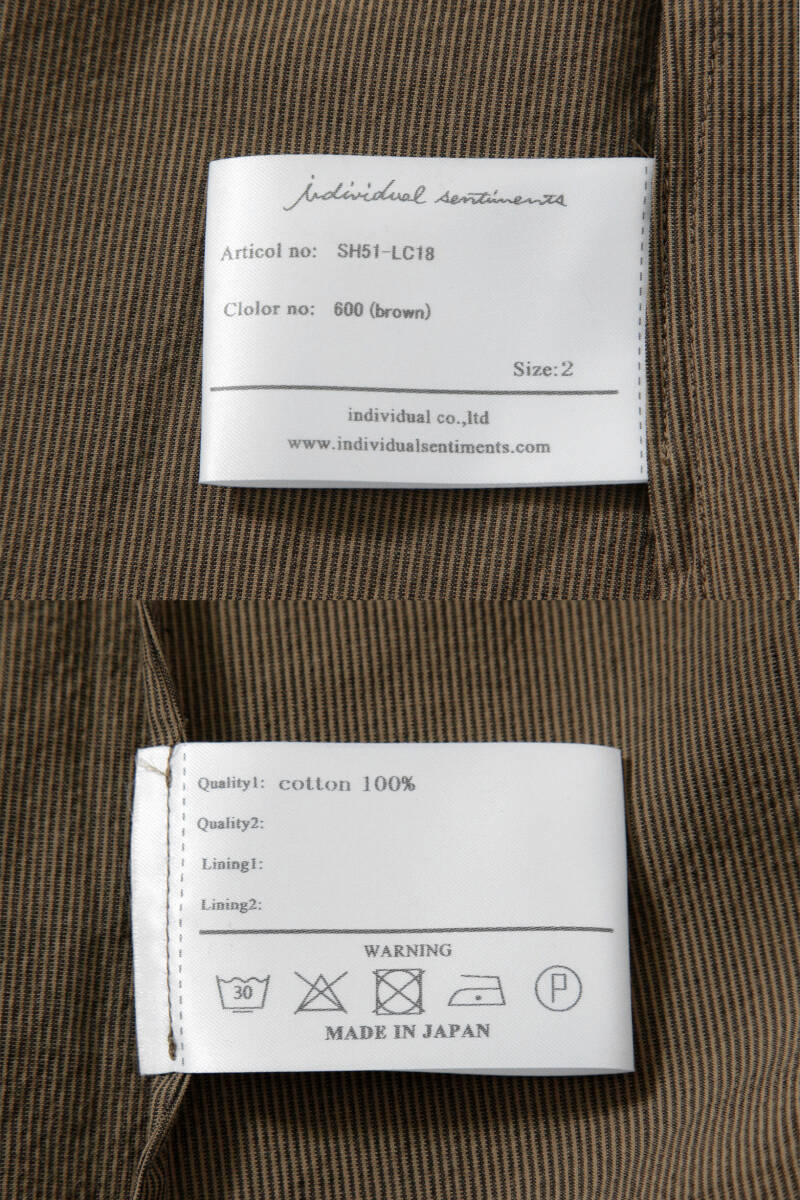 individual sentiments
Articol no: SH51-LC18
Clolor no: 600 (brown)
Size:2
individual co.,ltd
www.individualsentiments.com
Quality1: cotton 100%
Quality2:
Lining1:
Lining2:
WARNING
30 P
MADE IN JAPAN